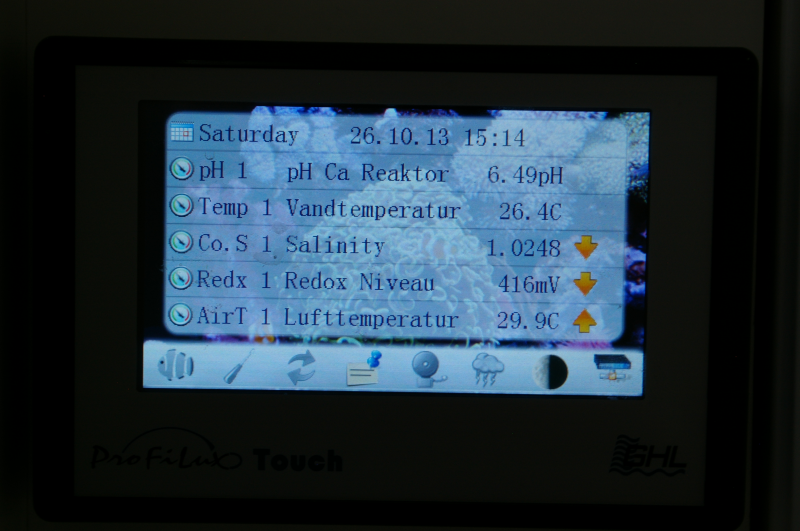 Saturday 26.10.13 15:14
pH 1 pH Ca Reaktor 6.49pH
Temp 1 Vandtemperatur 26.4C
Co.S 1 Salinity 1.0248
Redx 1 Redox Niveau 416mV
AirT 1 Lufttemperatur 29.9C
ProFiLux Touch GHL